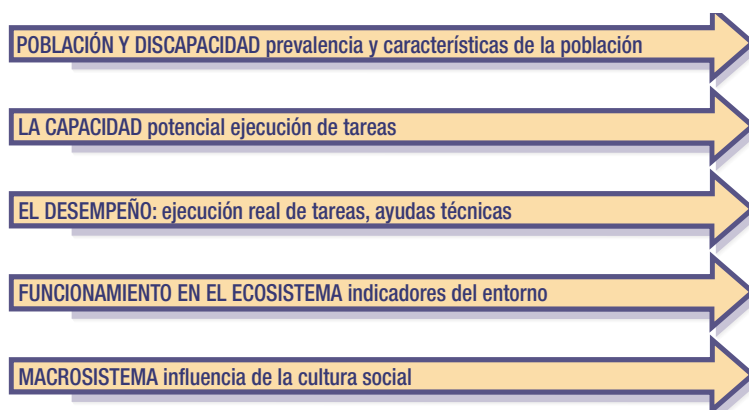 POBLACIÓN Y DISCAPACIDAD prevalencia y características de la población
LA CAPACIDAD potencial ejecución de tareas
EL DESEMPEÑO: ejecución real de tareas, ayudas técnicas
FUNCIONAMIENTO EN EL ECOSISTEMA indicadores del entorno
MACROSISTEMA influencia de la cultura social